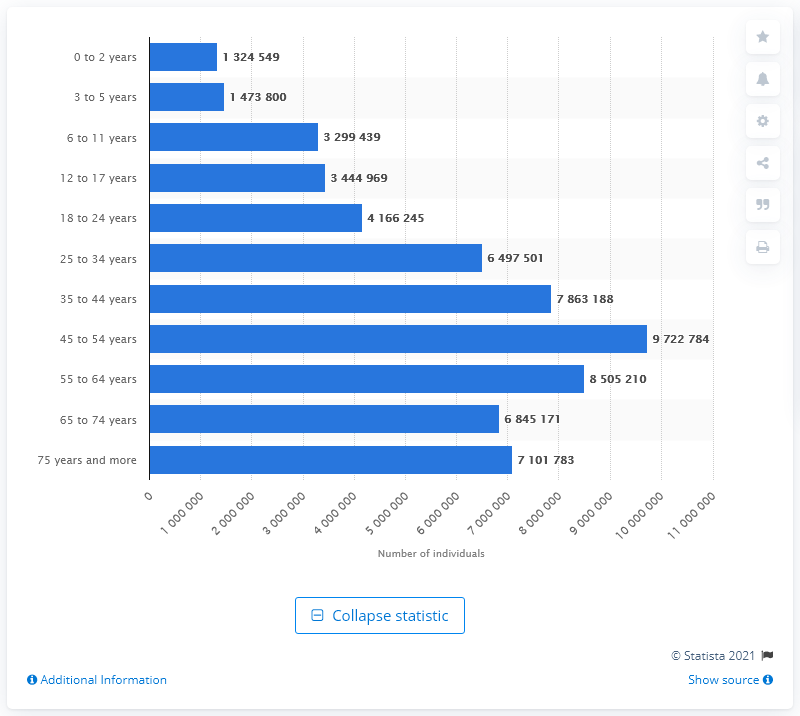 0 to 2 years 1 324 549
3 to 5 years 1 473 800
6 to 11 years 3 299 439
12 to 17 years 3 444 969
18 to 24 years 4 166 245
25 to 34 years 6 497 501
35 to 44 years 7 863 188
45 to 54 years 9 722 784
55 to 64 years 8 505 210
65 to 74 years 6 845 171
75 years and more 7 101 783
0 1 000 000 2 000 000 3 000 000 4 000 000 5 000 000 6 000 000 7 000 000 8 000 000 9 000 000 10 000 000 11 000 000
Number of individuals
Collapse statistic
© Statista 2021
Additional Information Show source